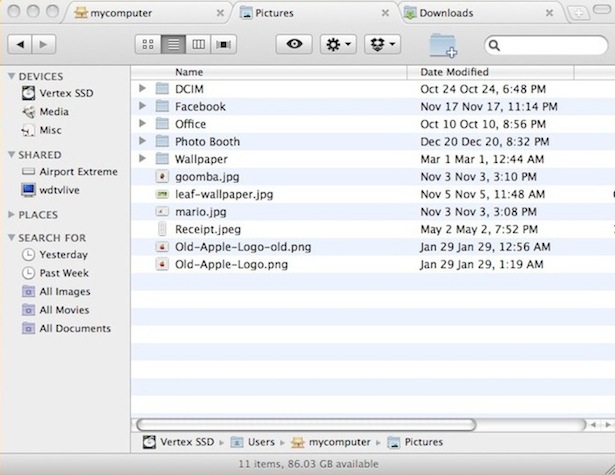 mycomputer Pictures Downloads
Name Date Modified
DEVICES
Vertex SSD
Media
Misc
SHARED
Airport Extreme
wdtvlive
PLACES
SEARCH FOR
Yesterday
Past Week
All Images
All Movies
All Documents
DCIM Oct 24 Oct 24, 6:48 PM
Facebook Nov 17 Nov 17, 11:14 PM
Office Oct 10 Oct 10, 8:56 PM
Photo Booth Dec 20 Dec 20, 8:32 PM
Wallpaper Mar 1 Mar 1, 12:44 AM
goomba.jpg Nov 3 Nov 3, 3:10 PM
leaf-wallpaper.jpg Nov 5 Nov 5, 11:48 AM
mario.jpg Nov 3 Nov 3, 3:08 PM
Receipt.jpeg May 2 May 2, 7:52 PM
Old-Apple-Logo-old.png Jan 29 Jan 29, 12:56 AM
Old-Apple-Logo.png Jan 29 Jan 29, 1:19 AM
Vertex SSD Users mycomputer Pictures
11 items, 86.03 GB available